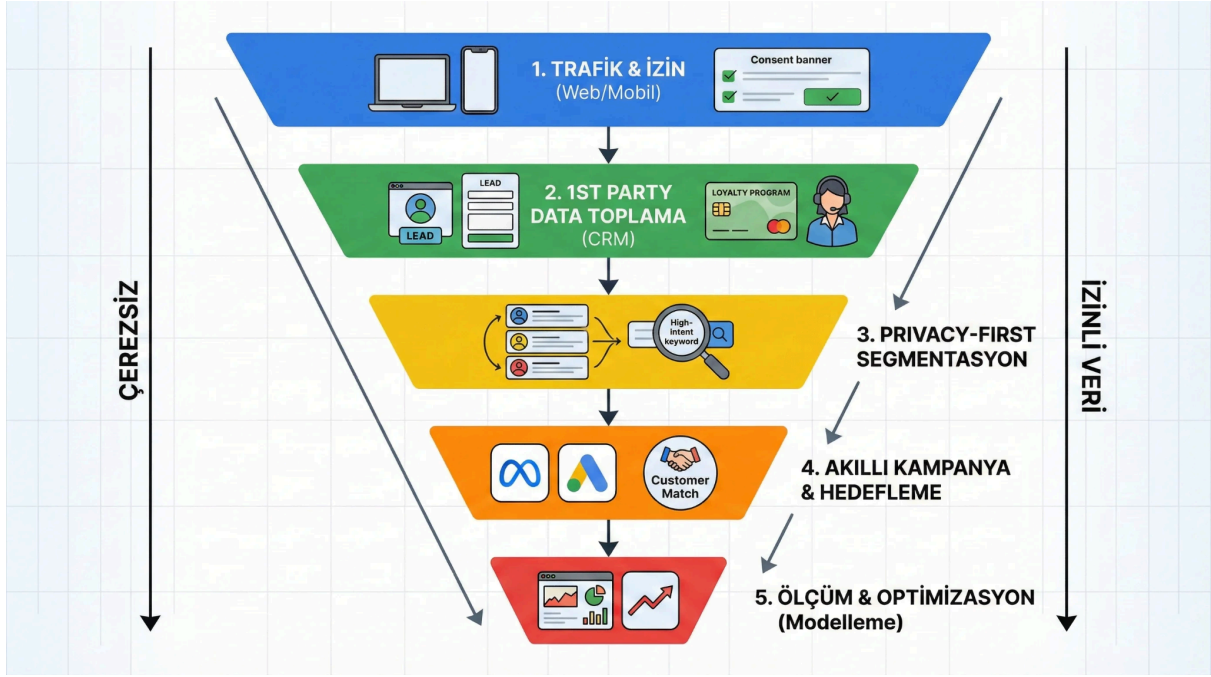 1. TRAFİK & İZİN
(Web/Mobil)
Consent banner
LEAD
LEAD
2. 1ST PARTY
DATA TOPLAMA
(CRM)
LOYALTY PROGRAM
High-
intent
keyword
3. PRIVACY-FIRST
SEGMENTASYON
Customer
Match
4. AKILLI KAMPANYA
& HEDEFLEME
5. ÖLÇÜM & OPTİMİZASYON
(Modelleme)
ÇEREZSİZ
İZİNLİ VERİ